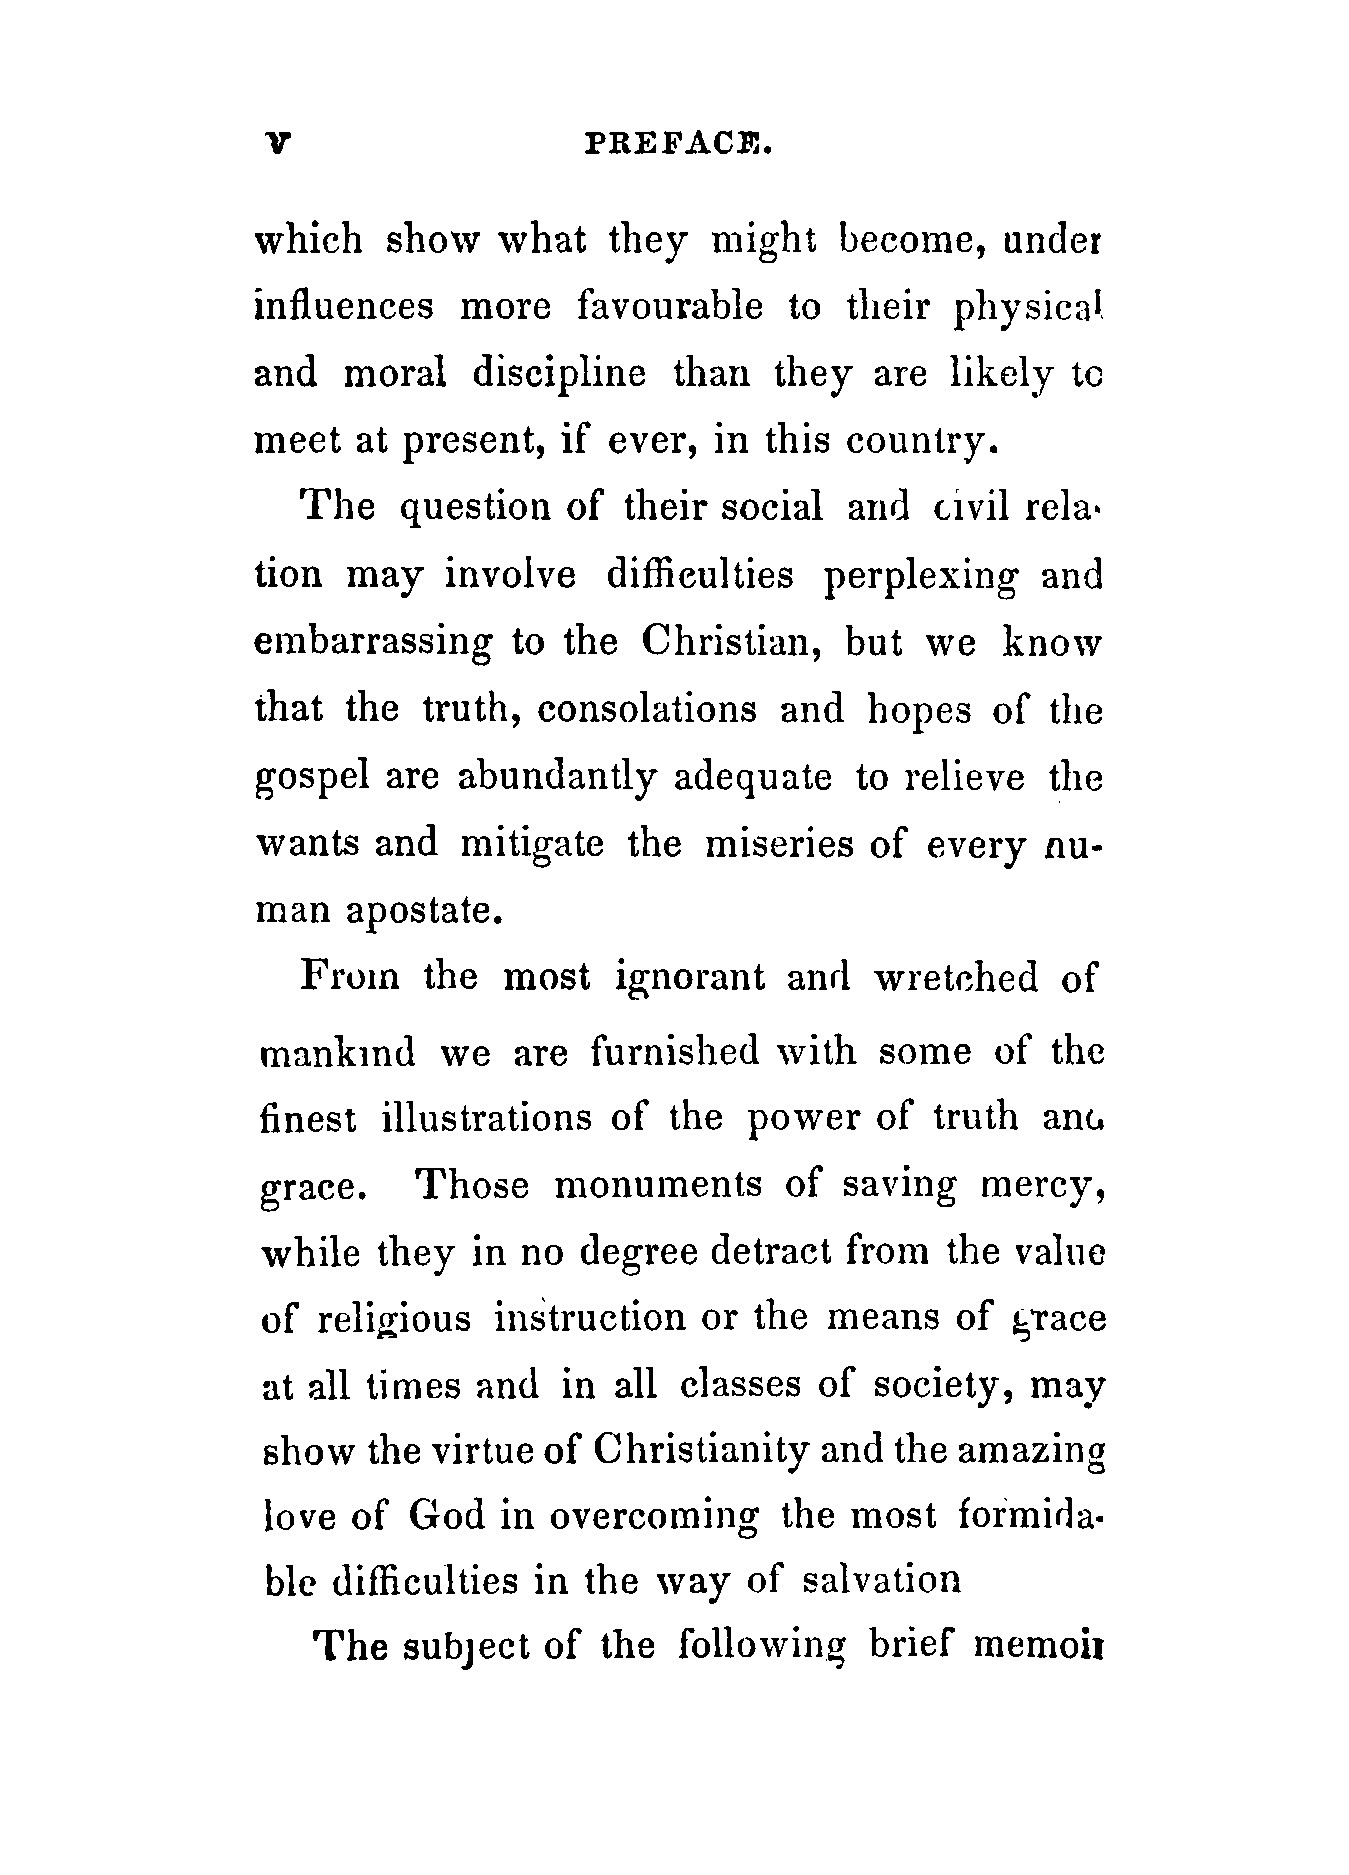 V PREFACE.
which show what they might become, under
influences more favourable to their physical
and moral discipline than they are likely to
meet at present, if ever, in this country.
The question of their social and civil rela-
tion may involve difficulties perplexing and
embarrassing to the Christian, but we know
that the truth, consolations and hopes of the
gospel are abundantly adequate to relieve the
wants and mitigate the miseries of every hu-
man apostate.
From the most ignorant and wretched of
mankind we are furnished with some of the
finest illustrations of the power of truth and
grace. Those monuments of saving mercy,
while they in no degree detract from the value
of religious instruction or the means of grace
at all times and in all classes of society, may
show the virtue of Christianity and the amazing
love of God in overcoming the most formida-
ble difficulties in the way of salvation
The subject of the following brief memoir